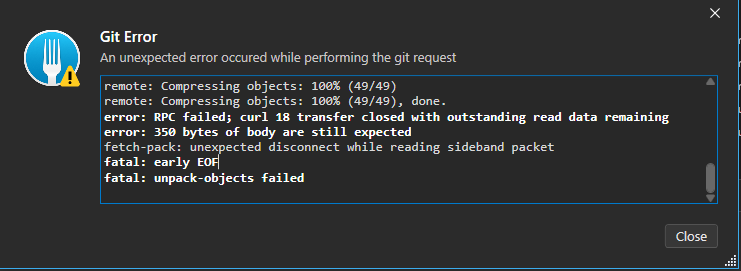 Git Error
An unexpected error occured while performing the git request
remote: Compressing objects: 100% (49/49)
remote: Compressing objects: 100% (49/49), done.
error: RPC failed; curl 18 transfer closed with outstanding read data remaining
error: 350 bytes of body are still expected
fetch-pack: unexpected disconnect while reading sideband packet
fatal: early EOF
fatal: unpack-objects failed
Close